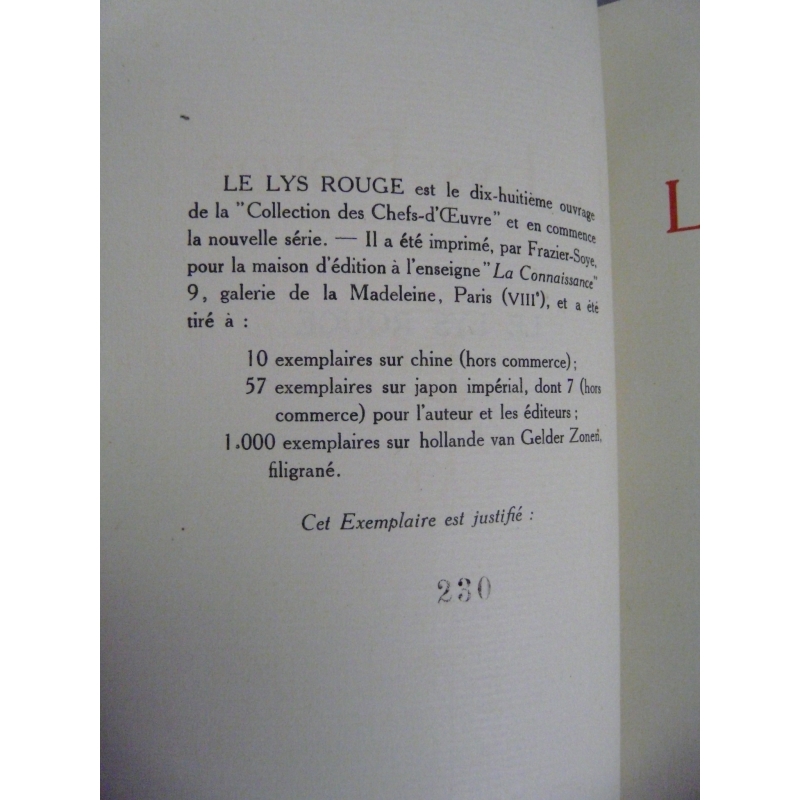 LE LYS ROUGE est le dix-huitième ouvrage
de la "Collection des Chefs-d'Œuvre" et en commence
la nouvelle série. — Il a été imprimé, par Frazier-Soye,
pour la maison d'édition à l'enseigne "La Connaissance"
9, galerie de la Madeleine, Paris (VIIIe), et a été
tiré à :
10 exemplaires sur chine (hors commerce) ;
57 exemplaires sur japon impérial, dont 7 (hors
commerce) pour l'auteur et les éditeurs ;
1.000 exemplaires sur hollande van Gelder Zonen,
filigrané.
Cet Exemplaire est justifié :
230
L